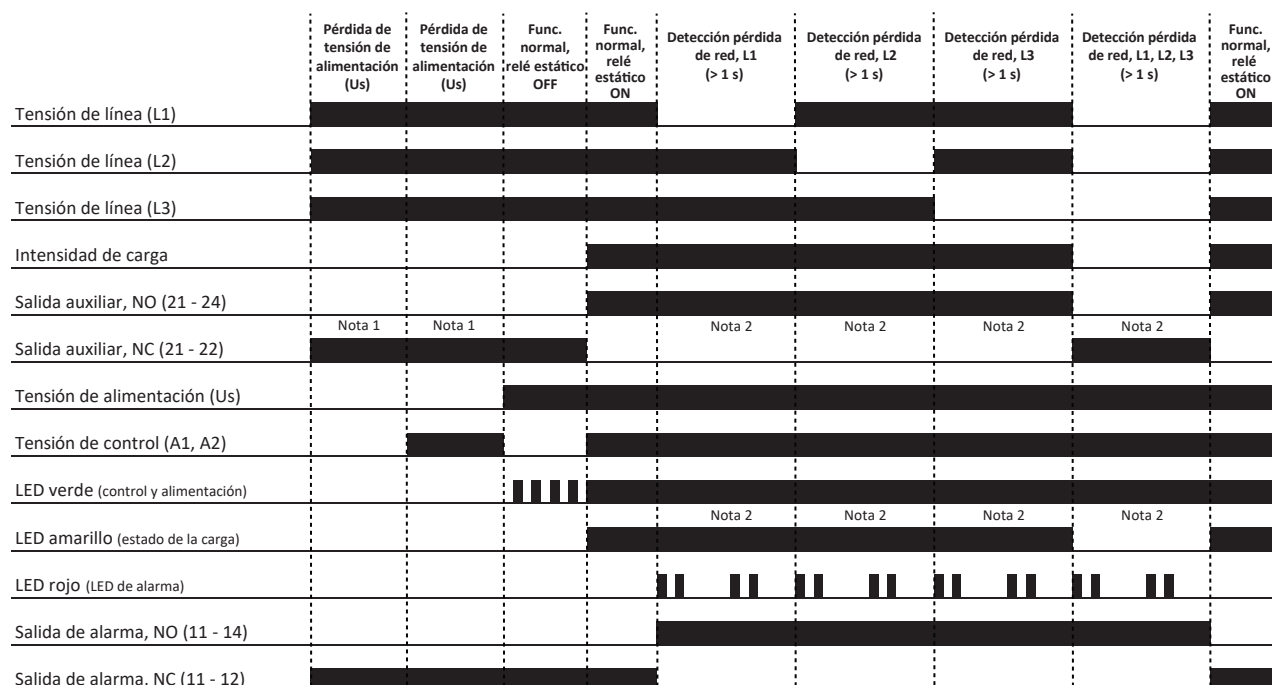 Pérdida de
tensión de
alimentación
(Us)
Pérdida de
tensión de
alimentación
(Us)
Func.
normal,
relé estático
OFF
Func.
normal,
relé
estático
ON
Detección pérdida
de red, L1
(> 1 s)
Detección pérdida
de red, L2
(> 1 s)
Detección pérdida
de red, L3
(> 1 s)
Detección pérdida
de red, L1, L2, L3
(> 1 s)
Func.
normal,
relé
estático
ON
Tensión de línea (L1)
Tensión de línea (L2)
Tensión de línea (L3)
Intensidad de carga
Salida auxiliar, NO (21 - 24)
Nota 1 Nota 1 Nota 2 Nota 2 Nota 2 Nota 2
Salida auxiliar, NC (21 - 22)
Tensión de alimentación (Us)
Tensión de control (A1, A2)
LED verde (control y alimentación)
Nota 2 Nota 2 Nota 2 Nota 2
LED amarillo (estado de la carga)
LED rojo (LED de alarma)
Salida de alarma, NO (11 - 14)
Salida de alarma, NC (11 - 12)